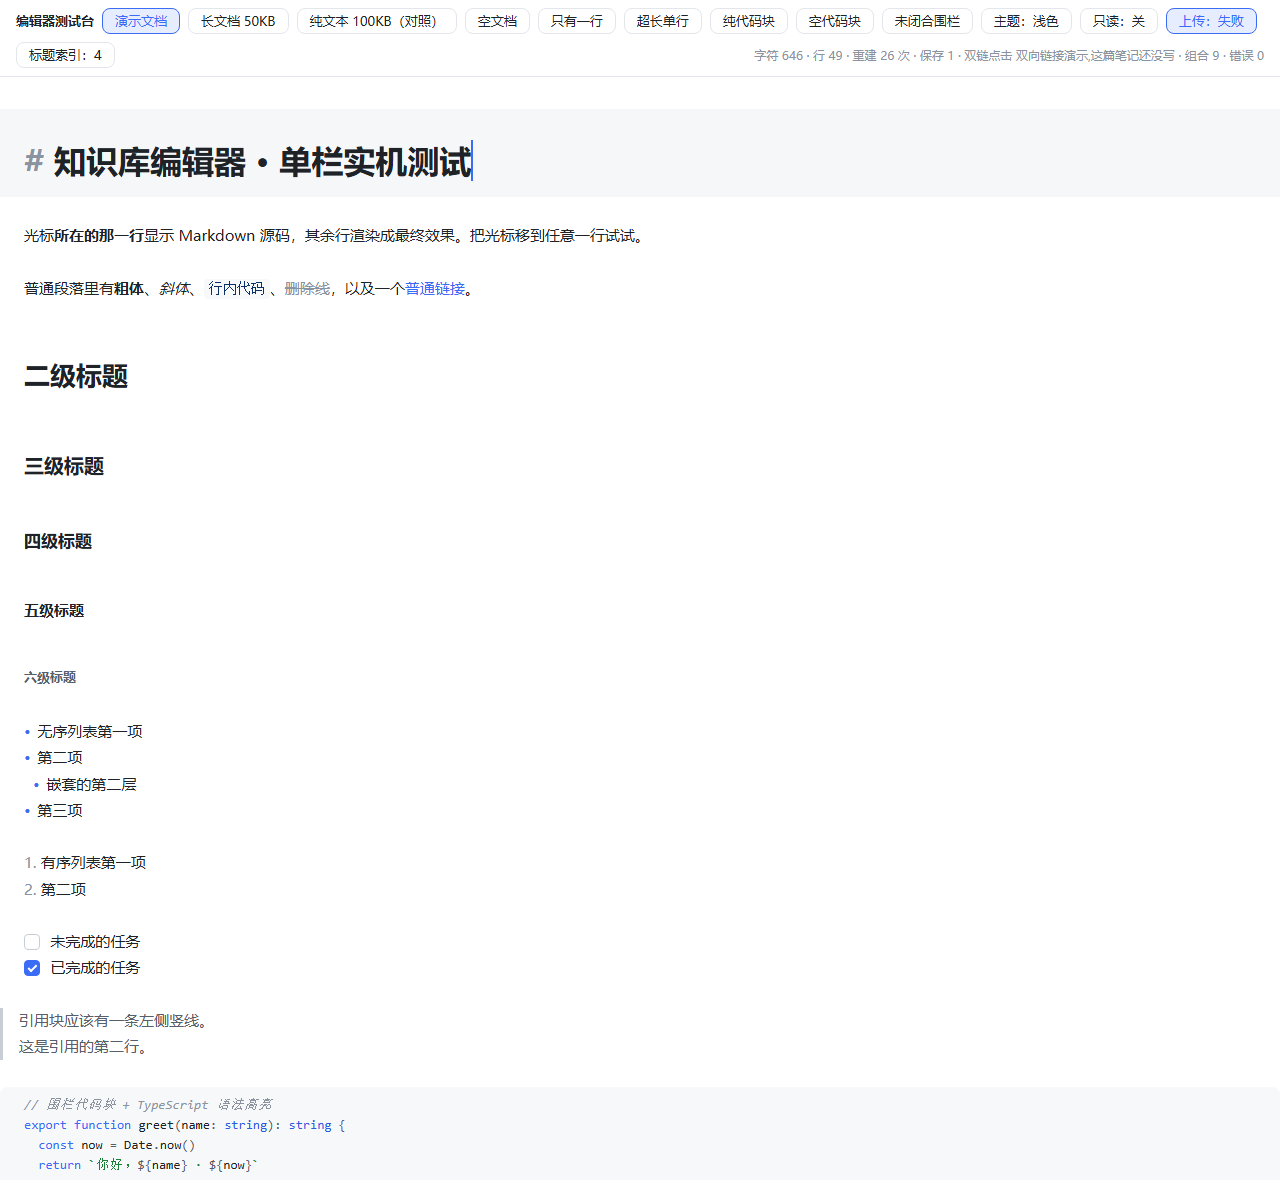 编辑器测试台 演示文档 长文档 50KB 纯文本 100KB（对照） 空文档 只有一行 超长单行 纯代码块 空代码块 未闭合围栏 主题：浅色 只读：关 上传：失败
标题索引：4 字符 646 · 行 49 · 重建 26 次 · 保存 1 · 双链点击 双向链接演示,这篇笔记还没写 · 组合 9 · 错误 0
# 知识库编辑器 · 单栏实机测试
光标所在的那一行显示 Markdown 源码，其余行渲染成最终效果。把光标移到任意一行试试。
普通段落里有粗体、斜体、行内代码、删除线，以及一个普通链接。
二级标题
三级标题
四级标题
五级标题
六级标题
• 无序列表第一项
• 第二项
• 嵌套的第二层
• 第三项
1. 有序列表第一项
2. 第二项
未完成的任务
已完成的任务
引用块应该有一条左侧竖线。
这是引用的第二行。
// 围栏代码块 + TypeScript 语法高亮
export function greet(name: string): string {
  const now = Date.now()
  return `你好，${name} · ${now}`